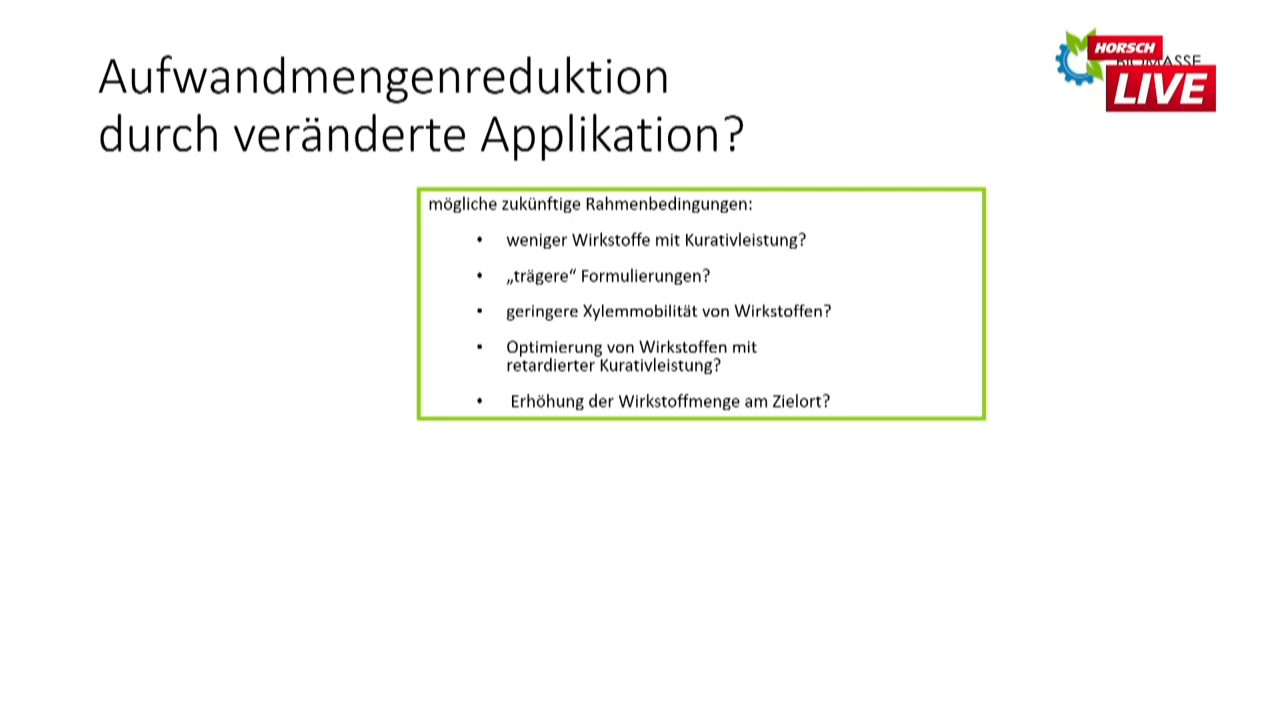 Aufwandmengenreduktion
durch veränderte Applikation?
HORSCH
LIVE
mögliche zukünftige Rahmenbedingungen:
• weniger Wirkstoffe mit Kurativleistung?
• „trägere“ Formulierungen?
• geringere Xylemmobilität von Wirkstoffen?
• Optimierung von Wirkstoffen mit
retardierter Kurativleistung?
• Erhöhung der Wirkstoffmenge am Zielort?